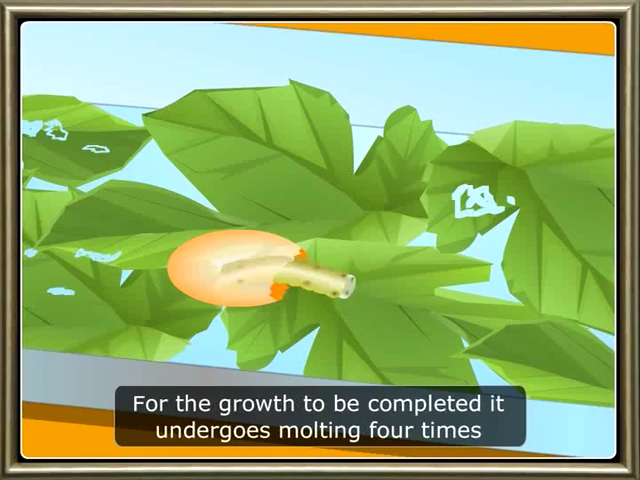 For the growth to be completed it
undergoes molting four times